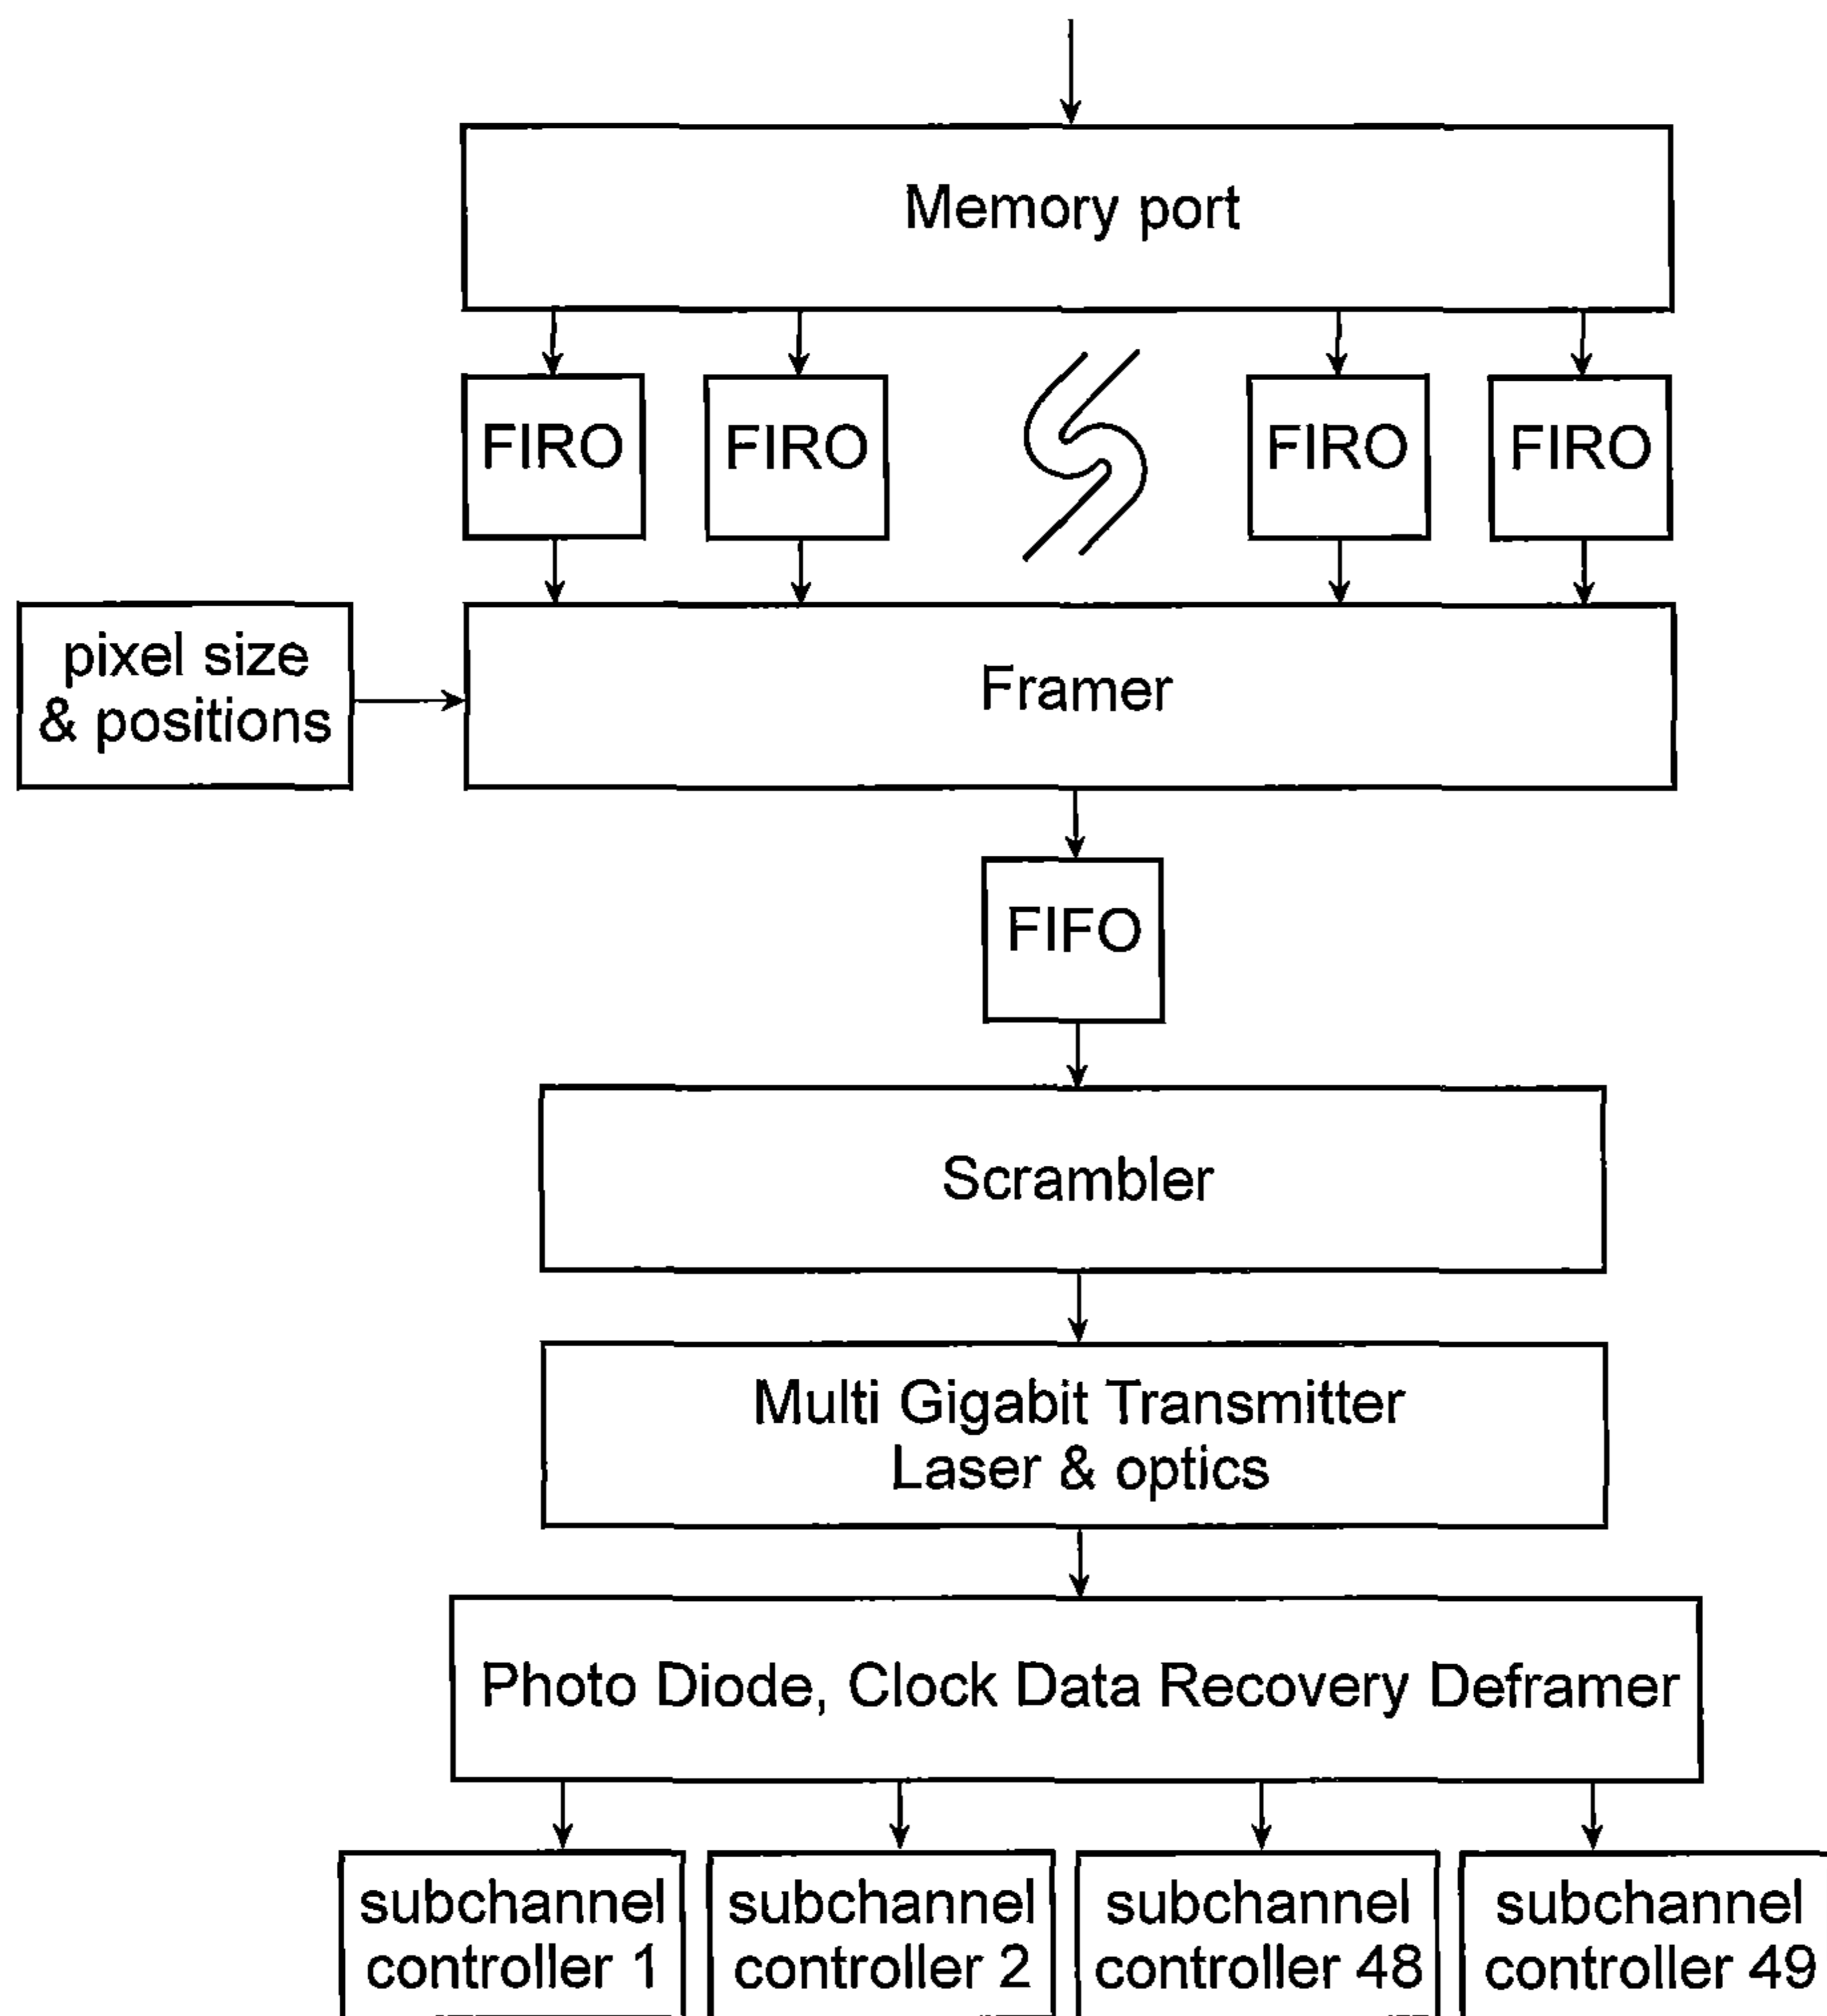 Memory port
FIRO
FIRO
FIRO
FIRO
pixel size
& positions
Framer
FIFO
Scrambler
Multi Gigabit Transmitter
Laser & optics
Photo Diode, Clock Data Recovery Deframer
subchannel
controller 1
subchannel
controller 2
subchannel
controller 48
subchannel
controller 49